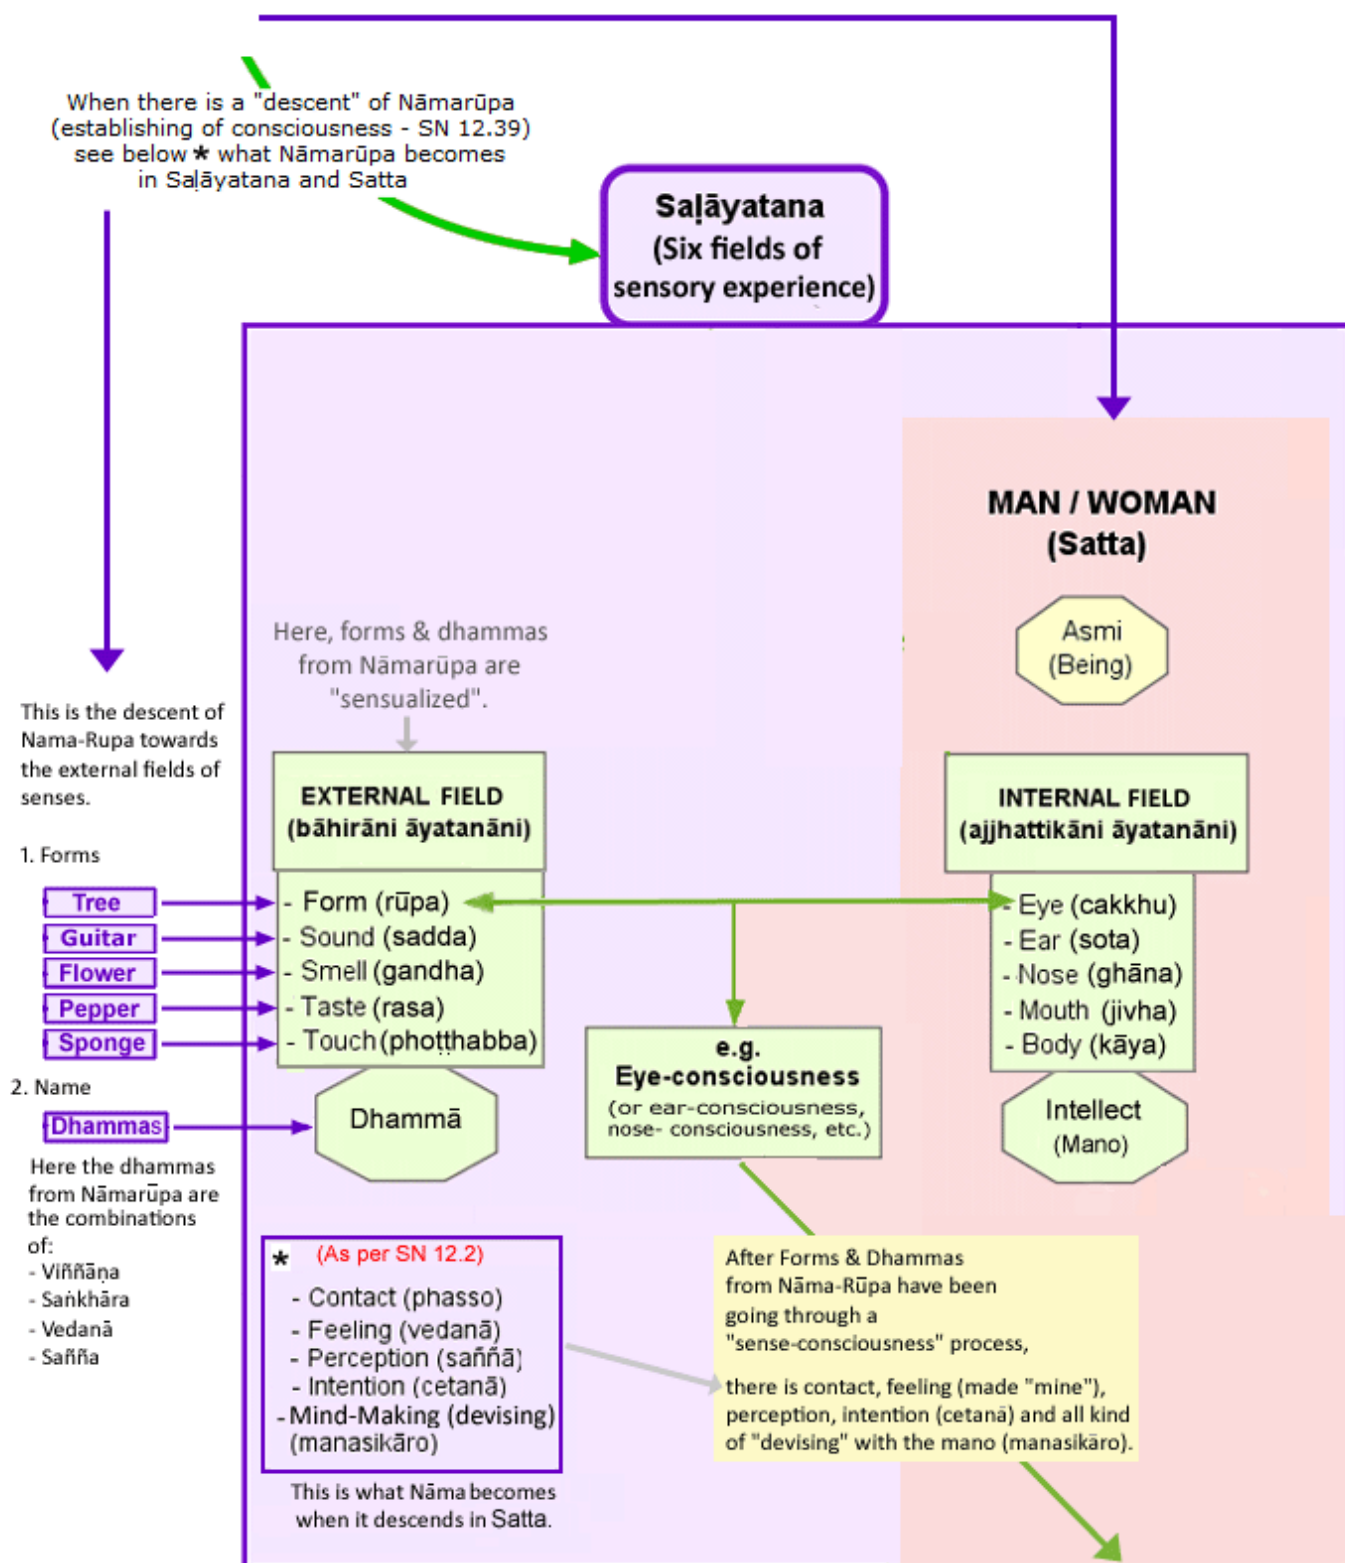 When there is a "descent" of Nāmarūpa
(establishing of consciousness - SN 12.39)
see below * what Nāmarūpa becomes
in Saḷāyatana and Satta
Saḷāyatana
(Six fields of
sensory experience)
MAN / WOMAN
(Satta)
Asmi
(Being)
Here, forms & dhammas
from Nāmarūpa are
"sensualized".
This is the descent of
Nama-Rupa towards
the external fields of
senses.
EXTERNAL FIELD
(bāhirāni āyatanāni)
INTERNAL FIELD
(ajjhattikāni āyatanāni)
1. Forms
Tree
Guitar
Flower
Pepper
Sponge
- Form (rūpa)
- Sound (sadda)
- Smell (gandha)
- Taste (rasa)
- Touch (phoṭṭhabba)
- Eye (cakkhu)
- Ear (sota)
- Nose (ghāna)
- Mouth (jivha)
- Body (kāya)
e.g.
Eye-consciousness
(or ear-consciousness,
nose- consciousness, etc.)
2. Name
Dhammas
Dhammā
Intellect
(Mano)
Here the dhammas
from Nāmarūpa are
the combinations
of:
- Viññāṇa
- Saṅkhāra
- Vedanā
- Sañña
* (As per SN 12.2)
- Contact (phasso)
- Feeling (vedanā)
- Perception (saññā)
- Intention (cetanā)
- Mind-Making (devising)
(manasikāro)
This is what Nāma becomes
when it descends in Satta.
After Forms & Dhammas
from Nāma-Rūpa have been
going through a
"sense-consciousness" process,
there is contact, feeling (made "mine"),
perception, intention (cetanā) and all kind
of "devising" with the mano (manasikāro).